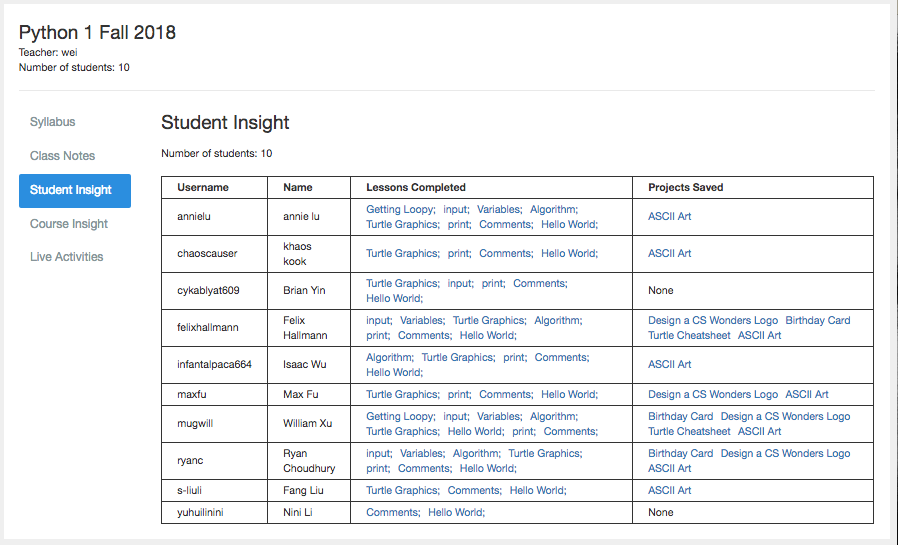 Python 1 Fall 2018
Teacher: wei
Number of students: 10
Syllabus
Class Notes
Student Insight
Course Insight
Live Activities
Student Insight
Number of students: 10
Username Name Lessons Completed Projects Saved
annielu annie lu Getting Loopy; input; Variables; Algorithm; ASCII Art
Turtle Graphics; print; Comments; Hello World;
chaoscauser khaos Turtle Graphics; print; Comments; Hello World; ASCII Art
kook
cykablyat609 Brian Yin Turtle Graphics; input; print; Comments; None
Hello World;
felixhallmann Felix input; Variables; Turtle Graphics; Algorithm; Design a CS Wonders Logo Birthday Card
Hallmann print; Comments; Hello World; Turtle Cheatsheet ASCII Art
infantalpaca664 Isaac Wu Algorithm; Turtle Graphics; print; Comments; ASCII Art
Hello World;
maxfu Max Fu Turtle Graphics; print; Comments; Hello World; Design a CS Wonders Logo ASCII Art
mugwill William Xu Getting Loopy; input; Variables; Algorithm; Birthday Card Design a CS Wonders Logo
Turtle Graphics; Hello World; print; Comments; Turtle Cheatsheet ASCII Art
ryanc Ryan input; Variables; Algorithm; Turtle Graphics; Birthday Card Design a CS Wonders Logo
Choudhury print; Comments; Hello World; ASCII Art
s-liuli Fang Liu Turtle Graphics; Comments; Hello World; ASCII Art
yuhuilinini Nini Li Comments; Hello World; None